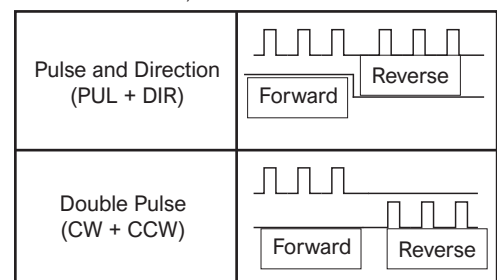 Pulse and Direction
(PUL + DIR)
Forward
Reverse
Double Pulse
(CW + CCW)
Forward
Reverse